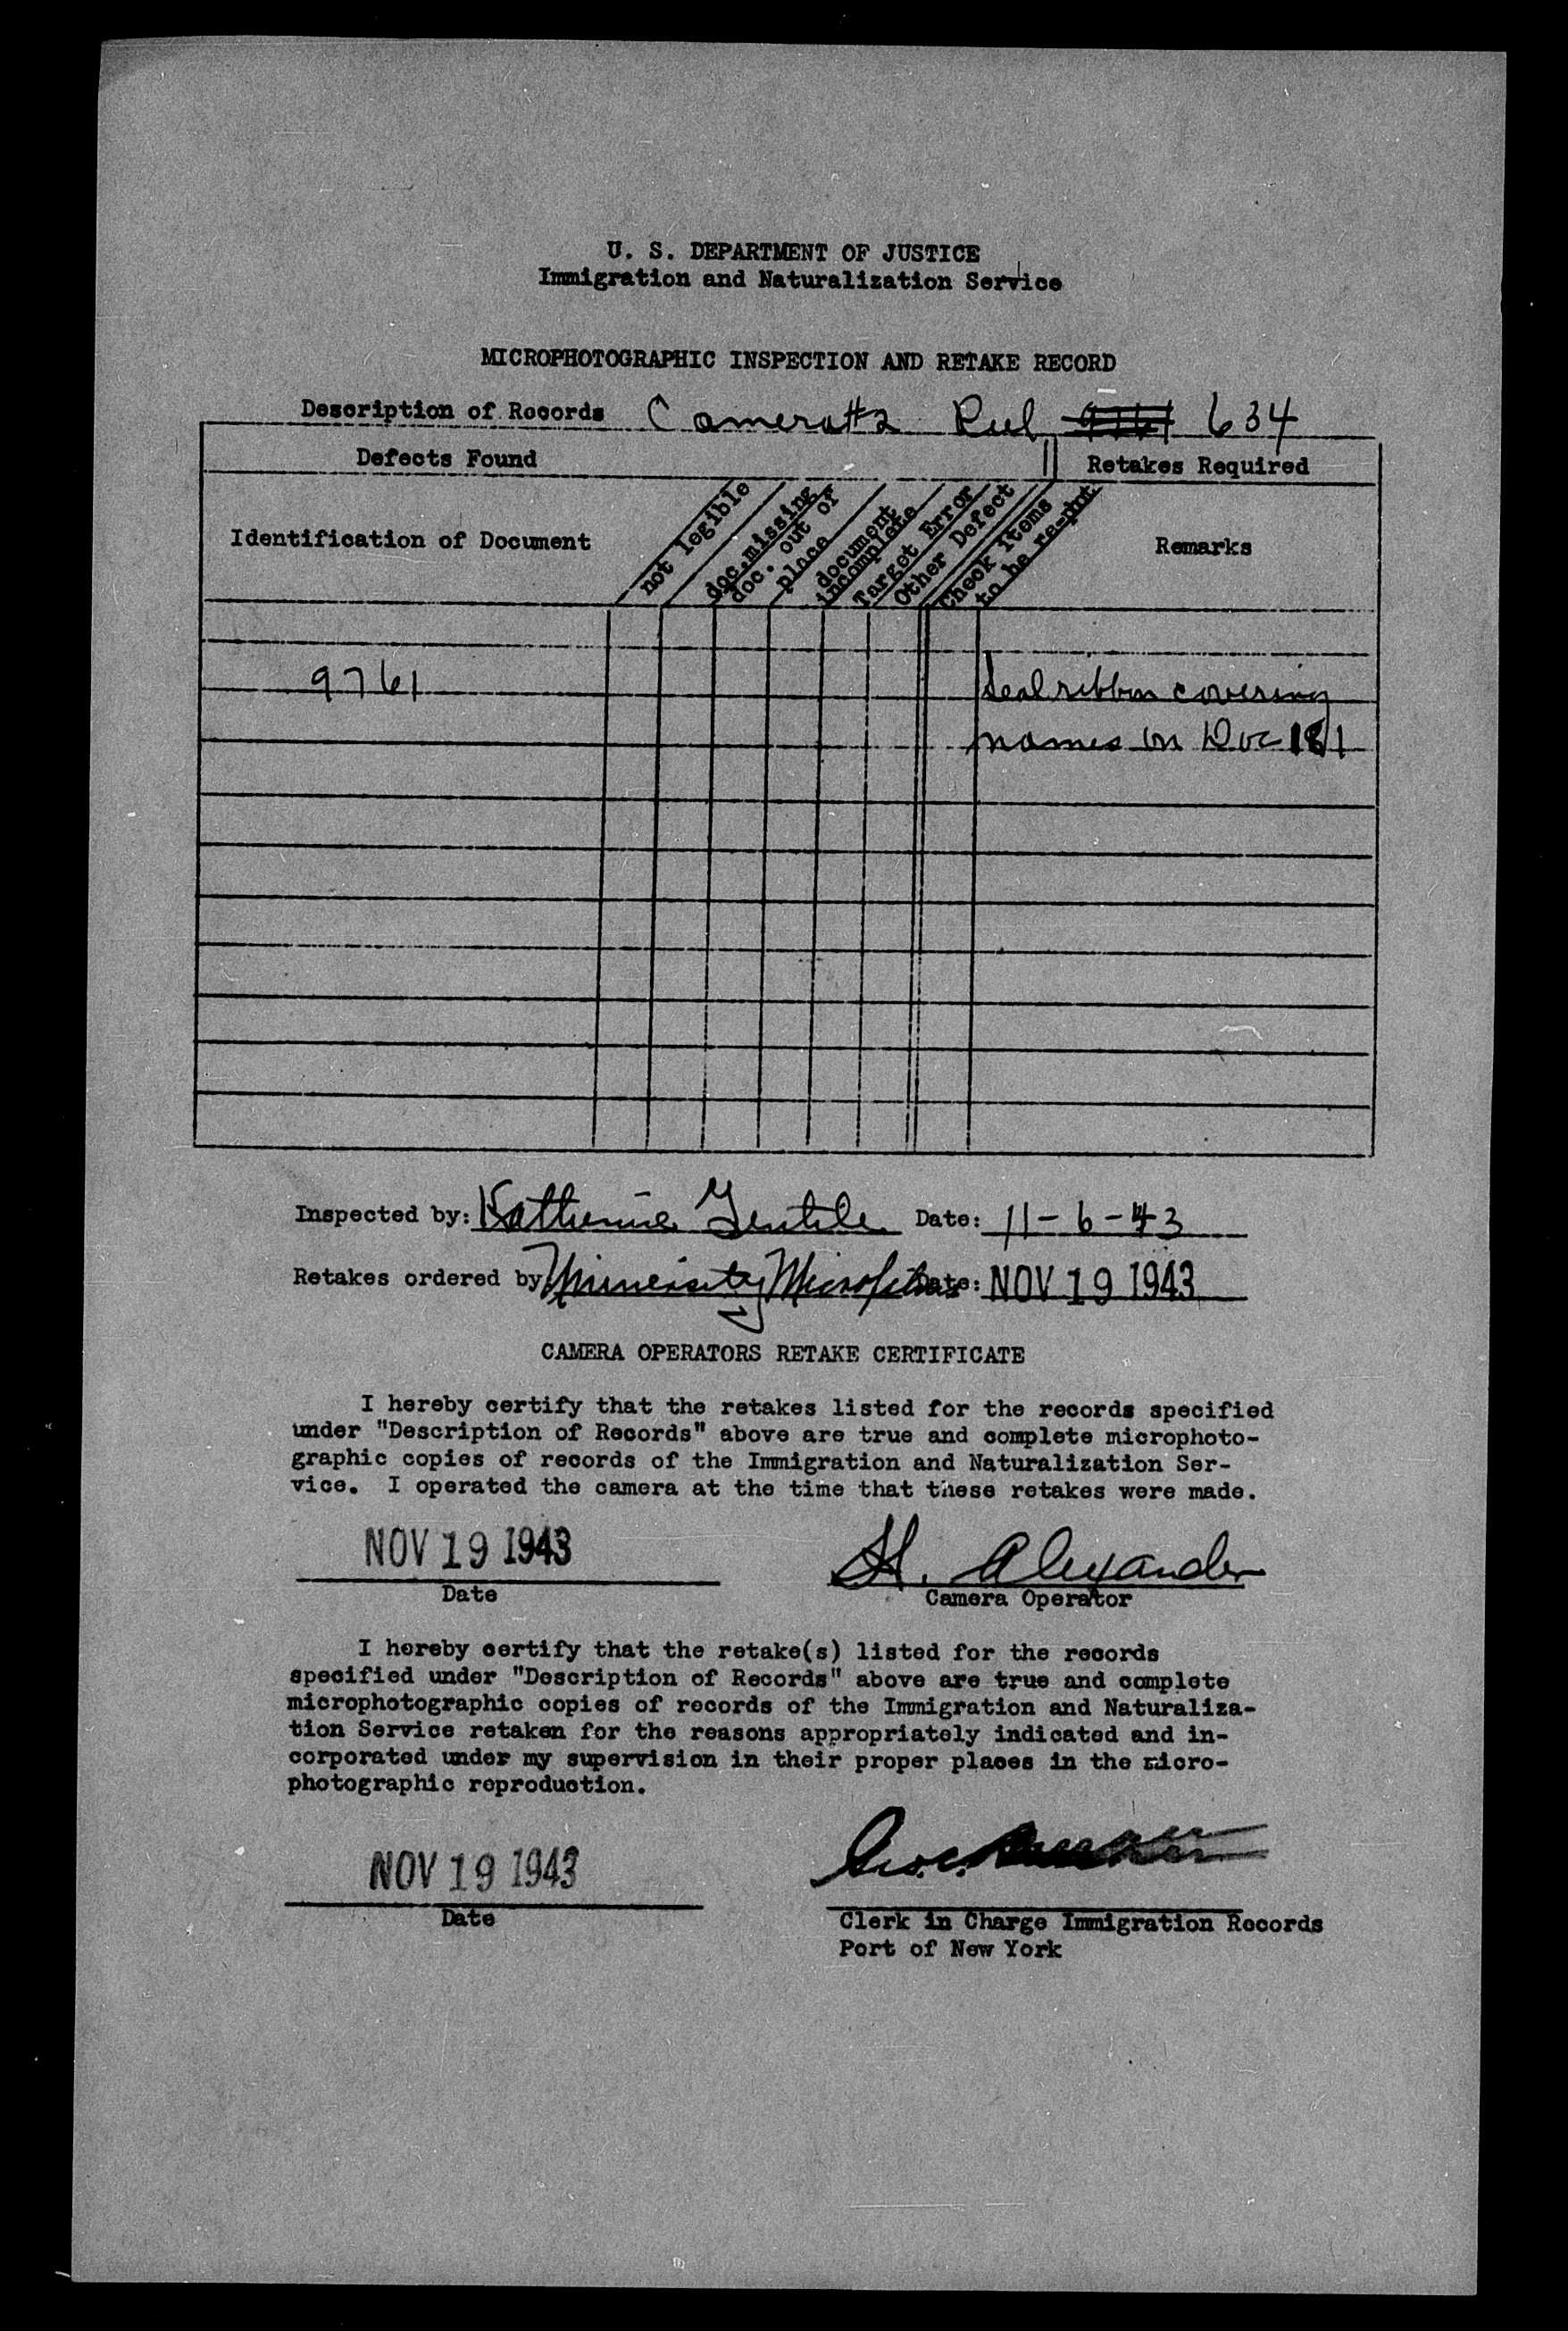 U. S. DEPARTMENT OF JUSTICE
Immigration and Naturalization Service
MICROPHOTOGRAPHIC INSPECTION AND RETAKE RECORD
Description of Records Camera #2 Reel 9761 634
Defects Found
Retakes Required
Identification of Document
not legible
doc.missing
doc. out of
place
document
incomplete
Target Error
Other Defect
Check Items
to be re-phot
Remarks
9761 Seal ribbon covering
names on Doc 181
Inspected by: Katherine Gentile Date: 11-6-43
Retakes ordered by University Microfilms Date: NOV 19 1943
CAMERA OPERATORS RETAKE CERTIFICATE
I hereby certify that the retakes listed for the records specified
under "Description of Records" above are true and complete microphoto-
graphic copies of records of the Immigration and Naturalization Ser-
vice. I operated the camera at the time that these retakes were made.
NOV 19 1943 H. Alexander
Date Camera Operator
I hereby certify that the retake(s) listed for the records
specified under "Description of Records" above are true and complete
microphotographic copies of records of the Immigration and Naturaliza-
tion Service retaken for the reasons appropriately indicated and in-
corporated under my supervision in their proper places in the micro-
photographic reproduction.
NOV 19 1943 Geo.C.
Date Clerk in Charge Immigration Records
Port of New York